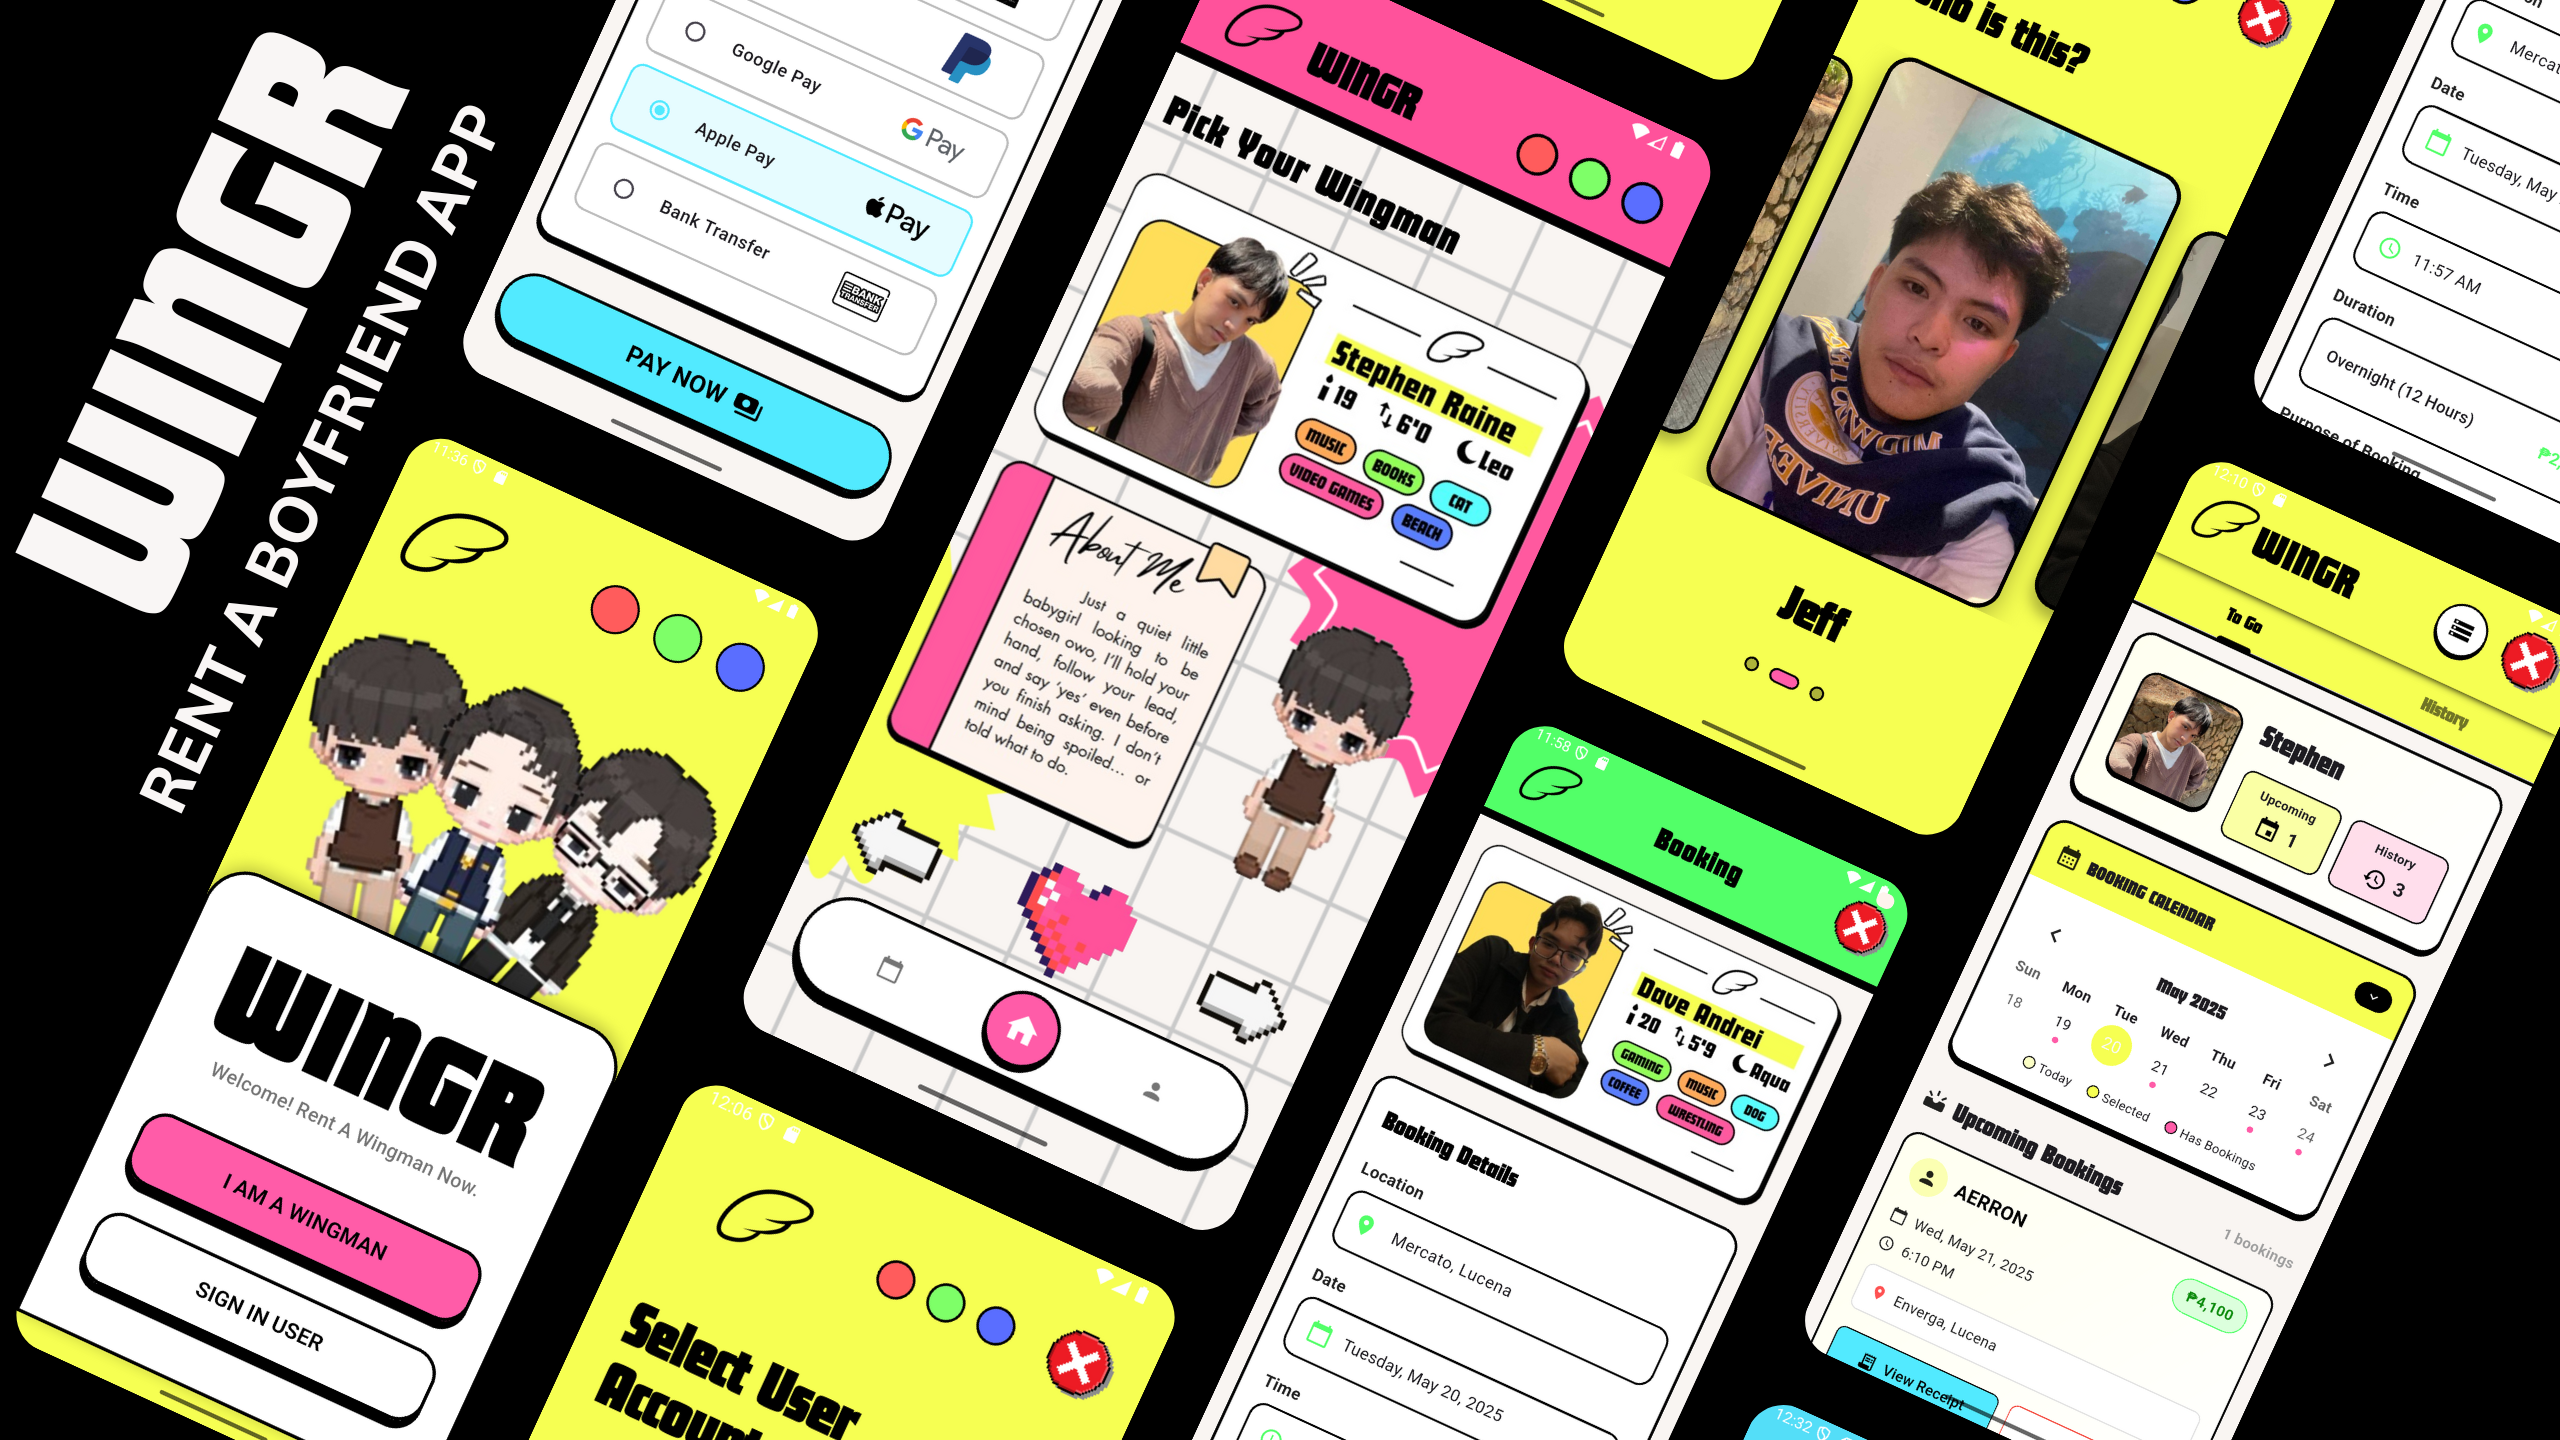 WINGR
RENT A BOYFRIEND APP
Google Pay
G Pay
Apple Pay
Pay
Bank Transfer
BANK
TRANSFER
PAY NOW
11:36
WINGR
Welcome! Rent A Wingman Now.
I AM A WINGMAN
SIGN IN USER
WINGR
Pick Your Wingman
Stephen Raine
19
6'0
Leo
MUSIC
BOOKS
CAT
VIDEO GAMES
BEACH
About Me
Just a quiet little
babygirl looking to be
chosen owo, I'll hold your
hand, follow your lead,
and say 'yes' even before
you finish asking. I don't
mind being spoiled... or
told what to do.
12:06
Select User
Account
who is this?
Jeff
11:58
Booking
Dave Andrei
20
5'9
Aqua
GAMING
MUSIC
DOG
COFFEE
WRESTLING
Booking Details
Location
Mercato, Lucena
Date
Tuesday, May 20, 2025
Time
Date
Tuesday, May
Time
11:57 AM
Duration
Overnight (12 Hours)
Purpose of Booking
12:10
WINGR
To Go
History
Stephen
Upcoming
1
History
3
BOOKING CALENDAR
May 2025
Sun Mon Tue Wed Thu Fri Sat
18 19 20 21 22 23 24
Today
Selected
Has Bookings
Upcoming Bookings
1 bookings
AERRON
Wed, May 21, 2025
6:10 PM
₱4,100
Enverga, Lucena
View Receipt
12:32